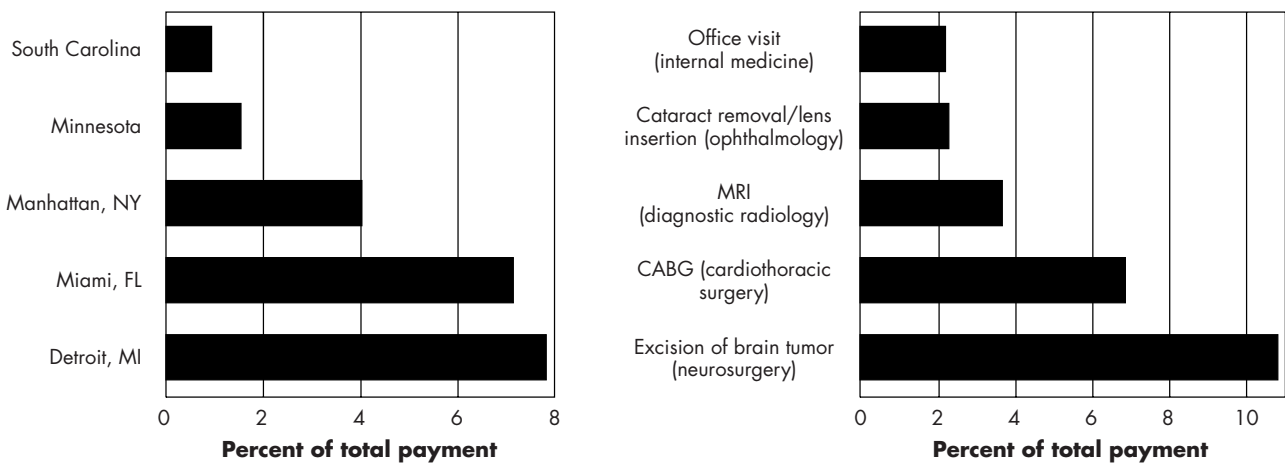 South Carolina
Minnesota
Manhattan, NY
Miami, FL
Detroit, MI
0 2 4 6 8
Percent of total payment
Office visit
(internal medicine)
Cataract removal/lens
insertion (ophthalmology)
MRI
(diagnostic radiology)
CABG (cardiothoracic
surgery)
Excision of brain tumor
(neurosurgery)
0 2 4 6 8 10
Percent of total payment